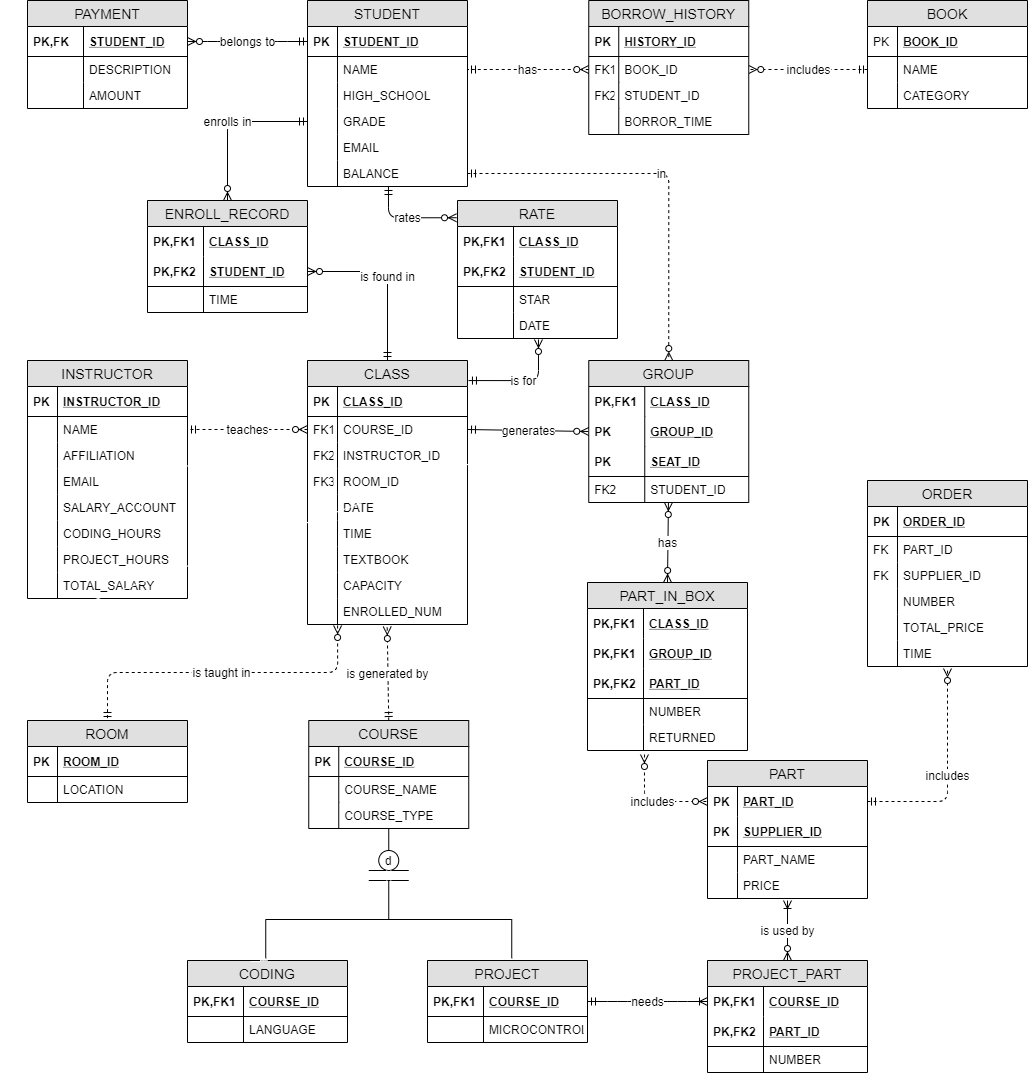 PAYMENT
PK,FK STUDENT_ID
DESCRIPTION
AMOUNT
belongs to
STUDENT
PK STUDENT_ID
NAME
HIGH_SCHOOL
GRADE
EMAIL
BALANCE
has
BORROW_HISTORY
PK HISTORY_ID
FK1 BOOK_ID
FK2 STUDENT_ID
BORROR_TIME
includes
BOOK
PK BOOK_ID
NAME
CATEGORY
enrolls in
in
rates
ENROLL_RECORD
PK,FK1 CLASS_ID
PK,FK2 STUDENT_ID
TIME
is found in
RATE
PK,FK1 CLASS_ID
PK,FK2 STUDENT_ID
STAR
DATE
is for
INSTRUCTOR
PK INSTRUCTOR_ID
NAME
AFFILIATION
EMAIL
SALARY_ACCOUNT
CODING_HOURS
PROJECT_HOURS
TOTAL_SALARY
teaches
CLASS
PK CLASS_ID
FK1 COURSE_ID
FK2 INSTRUCTOR_ID
FK3 ROOM_ID
DATE
TIME
TEXTBOOK
CAPACITY
ENROLLED_NUM
generates
GROUP
PK,FK1 CLASS_ID
PK GROUP_ID
PK SEAT_ID
FK2 STUDENT_ID
has
ORDER
PK ORDER_ID
FK PART_ID
FK SUPPLIER_ID
NUMBER
TOTAL_PRICE
TIME
PART_IN_BOX
PK,FK1 CLASS_ID
PK,FK1 GROUP_ID
PK,FK2 PART_ID
NUMBER
RETURNED
is taught in
is generated by
ROOM
PK ROOM_ID
LOCATION
COURSE
PK COURSE_ID
COURSE_NAME
COURSE_TYPE
includes
includes
PART
PK PART_ID
PK SUPPLIER_ID
PART_NAME
PRICE
d
is used by
CODING
PK,FK1 COURSE_ID
LANGUAGE
PROJECT
PK,FK1 COURSE_ID
MICROCONTROL
needs
PROJECT_PART
PK,FK1 COURSE_ID
PK,FK2 PART_ID
NUMBER